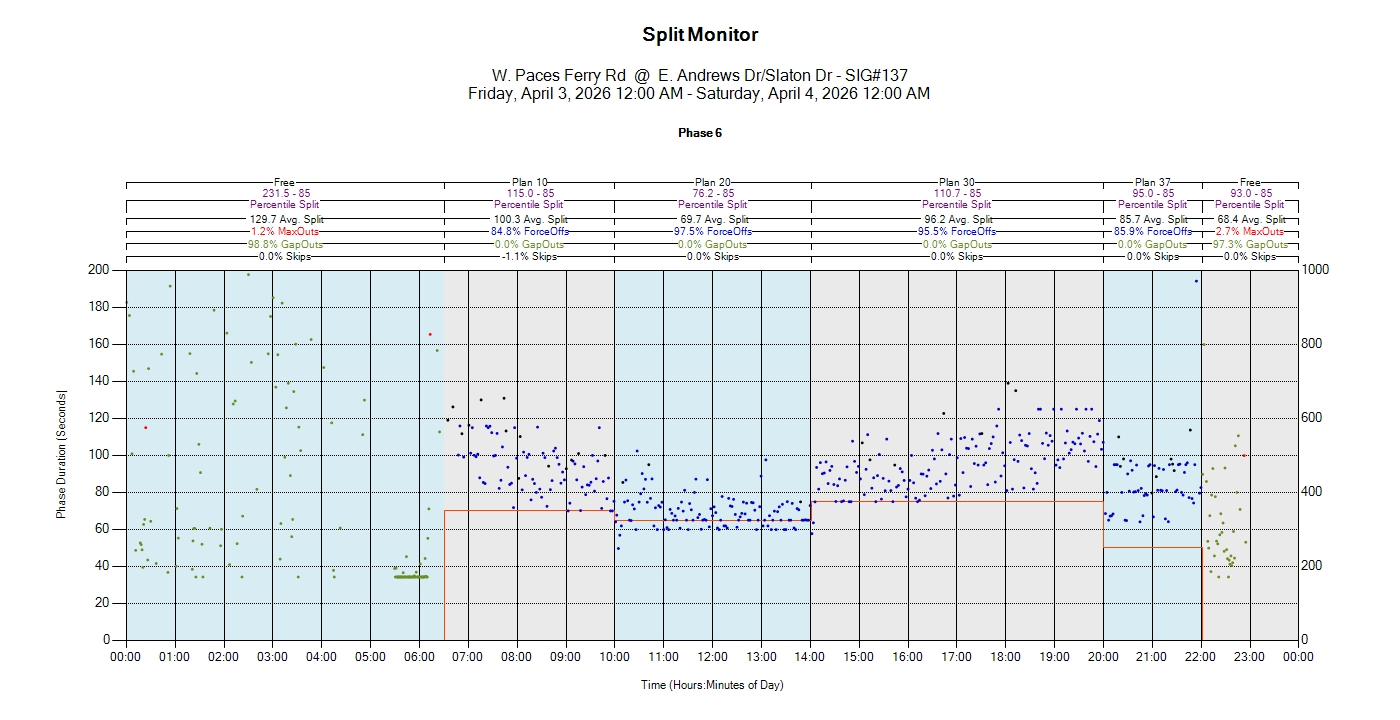 Split Monitor
W. Paces Ferry Rd @ E. Andrews Dr/Slaton Dr - SIG#137
Friday, April 3, 2026 12:00 AM - Saturday, April 4, 2026 12:00 AM
Phase 6
Free Plan 10 Plan 20 Plan 30 Plan 37 Free
231.5 - 85 115.0 - 85 76.2 - 85 110.7 - 85 95.0 - 85 93.0 - 85
Percentile Split Percentile Split Percentile Split Percentile Split Percentile Split Percentile Split
129.7 Avg. Split 100.3 Avg. Split 69.7 Avg. Split 96.2 Avg. Split 85.7 Avg. Split 68.4 Avg. Split
1.2% MaxOuts 84.8% ForceOffs 97.5% ForceOffs 95.5% ForceOffs 85.9% ForceOffs 2.7% MaxOuts
98.8% GapOuts 0.0% GapOuts 0.0% GapOuts 0.0% GapOuts 0.0% GapOuts 97.3% GapOuts
0.0% Skips -1.1% Skips 0.0% Skips 0.0% Skips 0.0% Skips 0.0% Skips
200 1000
180
160 800
140
120 600
100
80 400
60
40 200
20
0 0
Phase Duration (Seconds)
00:00 01:00 02:00 03:00 04:00 05:00 06:00 07:00 08:00 09:00 10:00 11:00 12:00 13:00 14:00 15:00 16:00 17:00 18:00 19:00 20:00 21:00 22:00 23:00 00:00
Time (Hours:Minutes of Day)